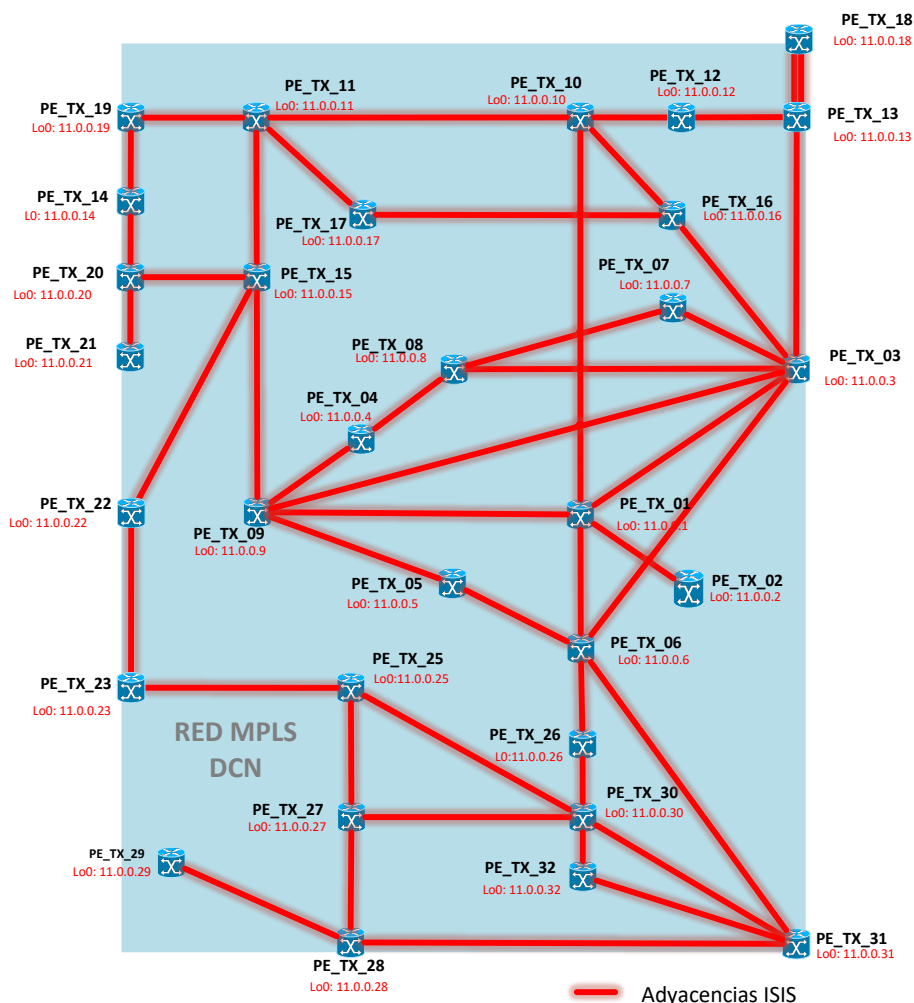 PE_TX_18
Lo0: 11.0.0.18
PE_TX_11
Lo0: 11.0.0.11
PE_TX_10
Lo0: 11.0.0.10
PE_TX_12
Lo0: 11.0.0.12
PE_TX_19
Lo0: 11.0.0.19
PE_TX_13
Lo0: 11.0.0.13
PE_TX_14
L0: 11.0.0.14
PE_TX_17
Lo0: 11.0.0.17
PE_TX_16
Lo0: 11.0.0.16
PE_TX_20
Lo0: 11.0.0.20
PE_TX_15
Lo0: 11.0.0.15
PE_TX_07
Lo0: 11.0.0.7
PE_TX_21
Lo0: 11.0.0.21
PE_TX_08
Lo0: 11.0.0.8
PE_TX_03
Lo0: 11.0.0.3
PE_TX_04
Lo0: 11.0.0.4
PE_TX_22
Lo0: 11.0.0.22
PE_TX_09
Lo0: 11.0.0.9
PE_TX_01
Lo0: 11.0.0.1
PE_TX_05
Lo0: 11.0.0.5
PE_TX_02
Lo0: 11.0.0.2
PE_TX_06
Lo0: 11.0.0.6
PE_TX_23
Lo0: 11.0.0.23
PE_TX_25
Lo0:11.0.0.25
RED MPLS
DCN
PE_TX_26
L0:11.0.0.26
PE_TX_27
Lo0: 11.0.0.27
PE_TX_30
Lo0: 11.0.0.30
PE_TX_29
Lo0: 11.0.0.29
PE_TX_32
Lo0: 11.0.0.32
PE_TX_28
Lo0: 11.0.0.28
PE_TX_31
Lo0: 11.0.0.31
Adyacencias ISIS